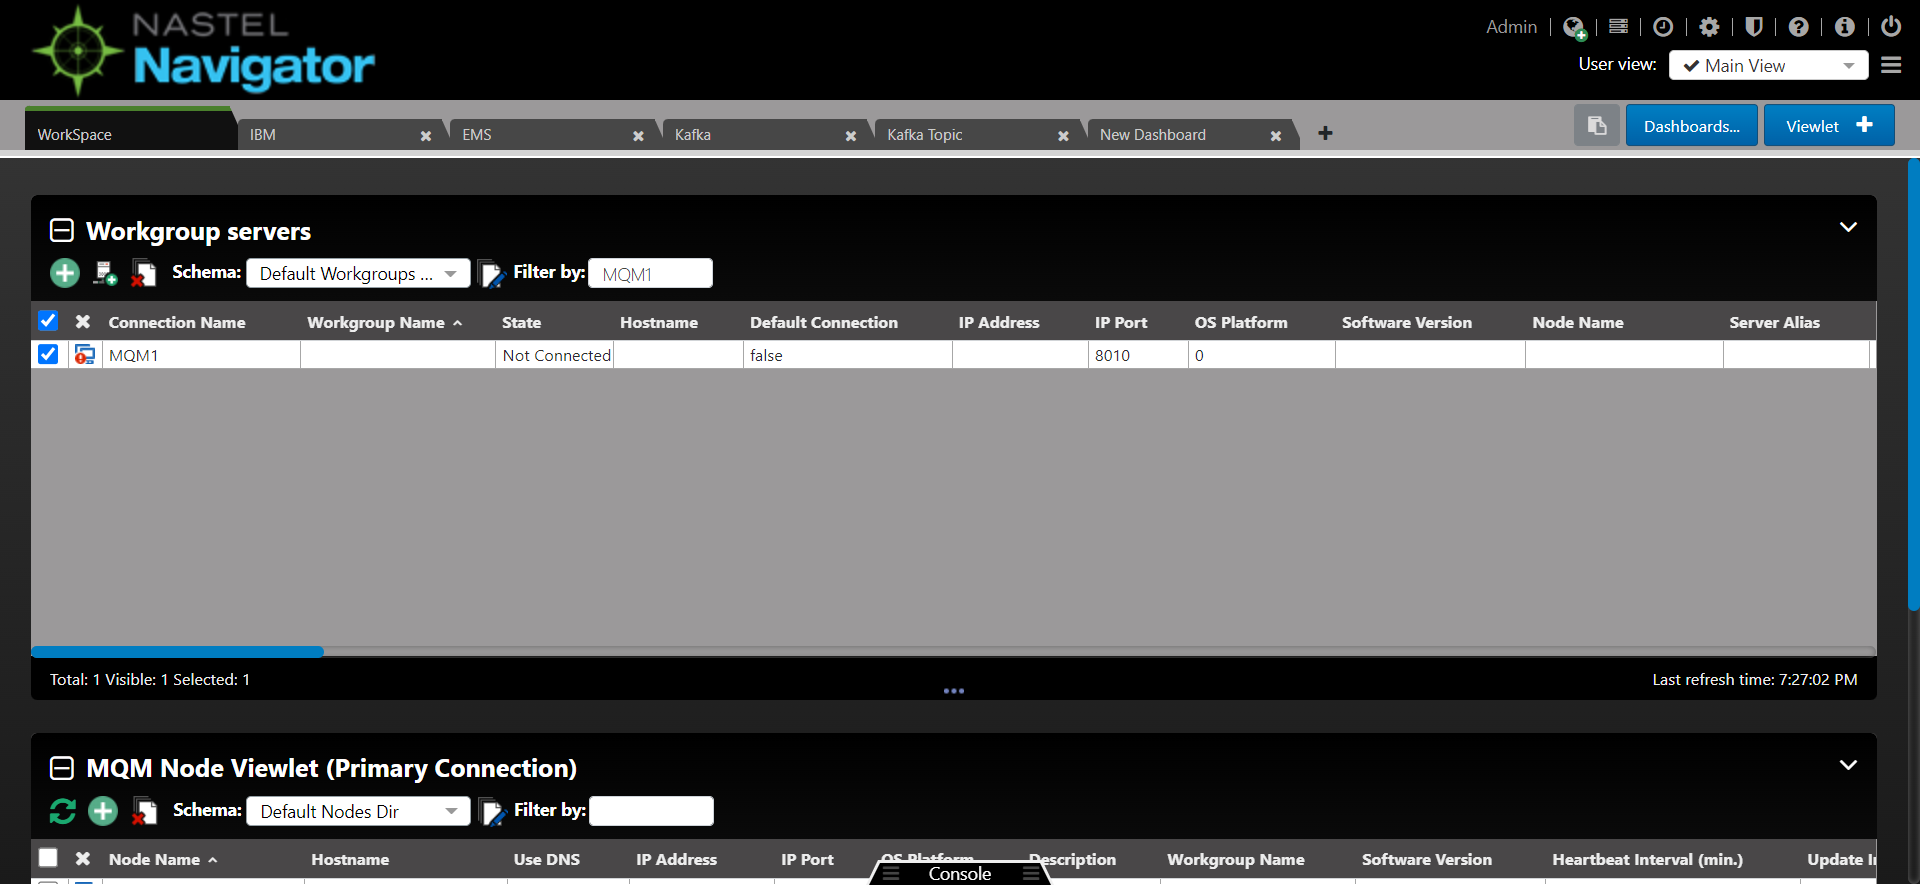 NASTEL
Navigator
Admin
User view: Main View
WorkSpace IBM EMS Kafka Kafka Topic New Dashboard Dashboards... Viewlet
Workgroup servers
Schema: Default Workgroups ... Filter by: MQM1
Connection Name Workgroup Name State Hostname Default Connection IP Address IP Port OS Platform Software Version Node Name Server Alias
MQM1 Not Connected false 8010 0
Total: 1 Visible: 1 Selected: 1 Last refresh time: 7:27:02 PM
MQM Node Viewlet (Primary Connection)
Schema: Default Nodes Dir Filter by:
Node Name Hostname Use DNS IP Address IP Port OS Platform Description Workgroup Name Software Version Heartbeat Interval (min.) Update I
Console